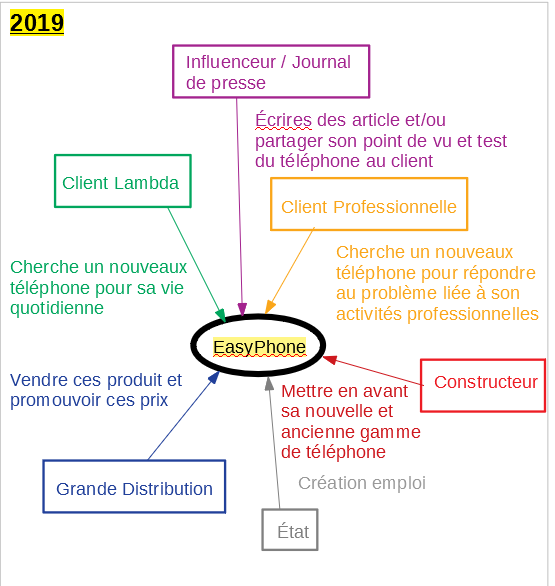 2019
Influenceur / Journal
de presse
Écrires des article et/ou
partager son point de vu et test
du téléphone au client
Client Lambda
Client Professionnelle
Cherche un nouveaux
téléphone pour sa vie
quotidienne
Cherche un nouveaux
téléphone pour répondre
au problème liée à son
activités professionnelles
EasyPhone
Vendre ces produit et
promouvoir ces prix
Mettre en avant
sa nouvelle et
ancienne gamme
de téléphone
Constructeur
Grande Distribution
Création emploi
État